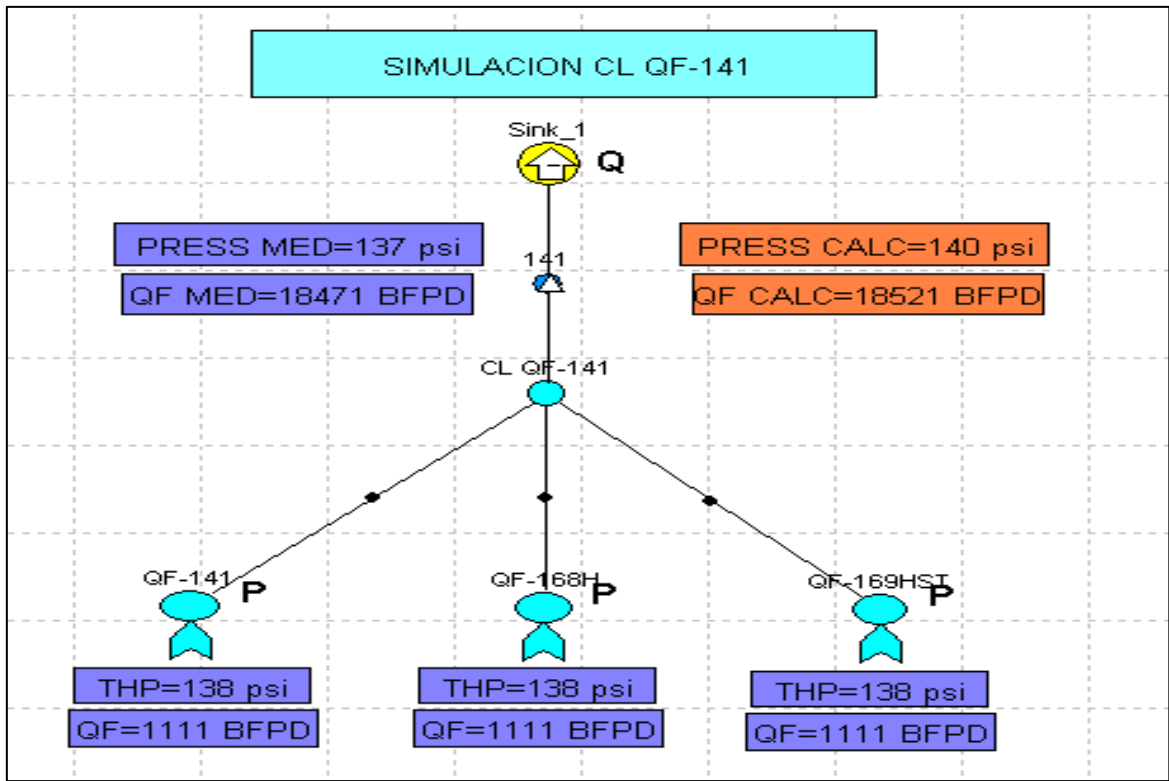 SIMULACION CL QF-141
Sink_1
Q
PRESS MED=137 psi
141
PRESS CALC=140 psi
QF MED=18471 BFPD
QF CALC=18521 BFPD
CL QF-141
QF-141
P
QF-168H
P
QF-169HST
P
THP=138 psi
THP=138 psi
THP=138 psi
QF=1111 BFPD
QF=1111 BFPD
QF=1111 BFPD